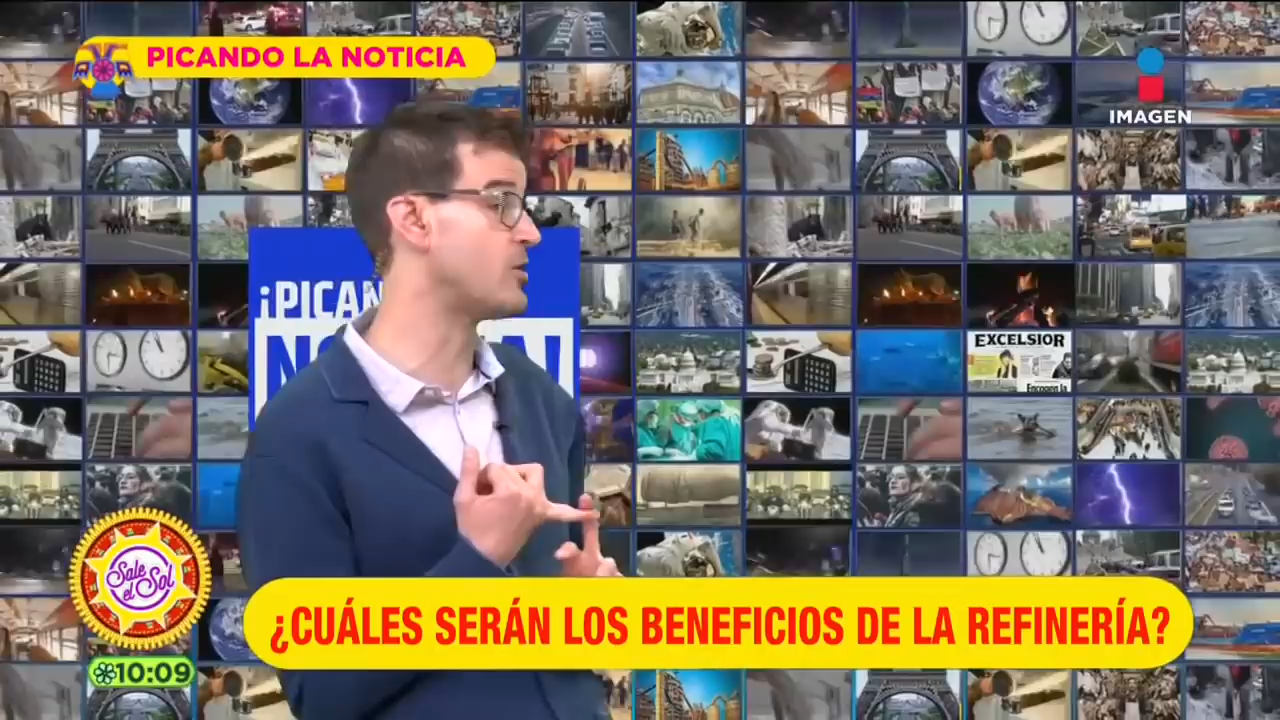 PICANDO LA NOTICIA
IMAGEN
¡PICAN
EXCELSIOR
Sale
el
Sol
¿CUÁLES SERÁN LOS BENEFICIOS DE LA REFINERÍA?
10:09